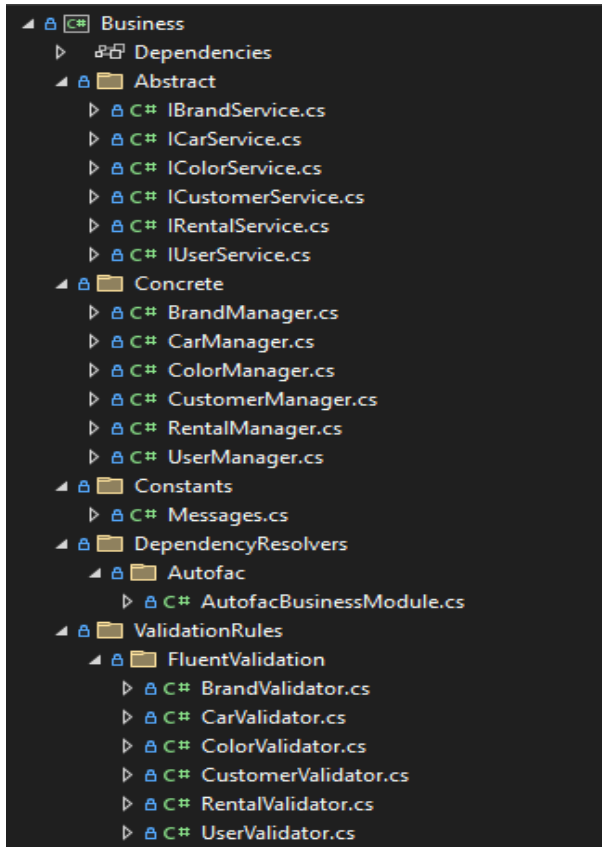 C# Business
Dependencies
Abstract
C# IBrandService.cs
C# ICarService.cs
C# IColorService.cs
C# ICustomerService.cs
C# IRentalService.cs
C# IUserService.cs
Concrete
C# BrandManager.cs
C# CarManager.cs
C# ColorManager.cs
C# CustomerManager.cs
C# RentalManager.cs
C# UserManager.cs
Constants
C# Messages.cs
DependencyResolvers
Autofac
C# AutofacBusinessModule.cs
ValidationRules
FluentValidation
C# BrandValidator.cs
C# CarValidator.cs
C# ColorValidator.cs
C# CustomerValidator.cs
C# RentalValidator.cs
C# UserValidator.cs